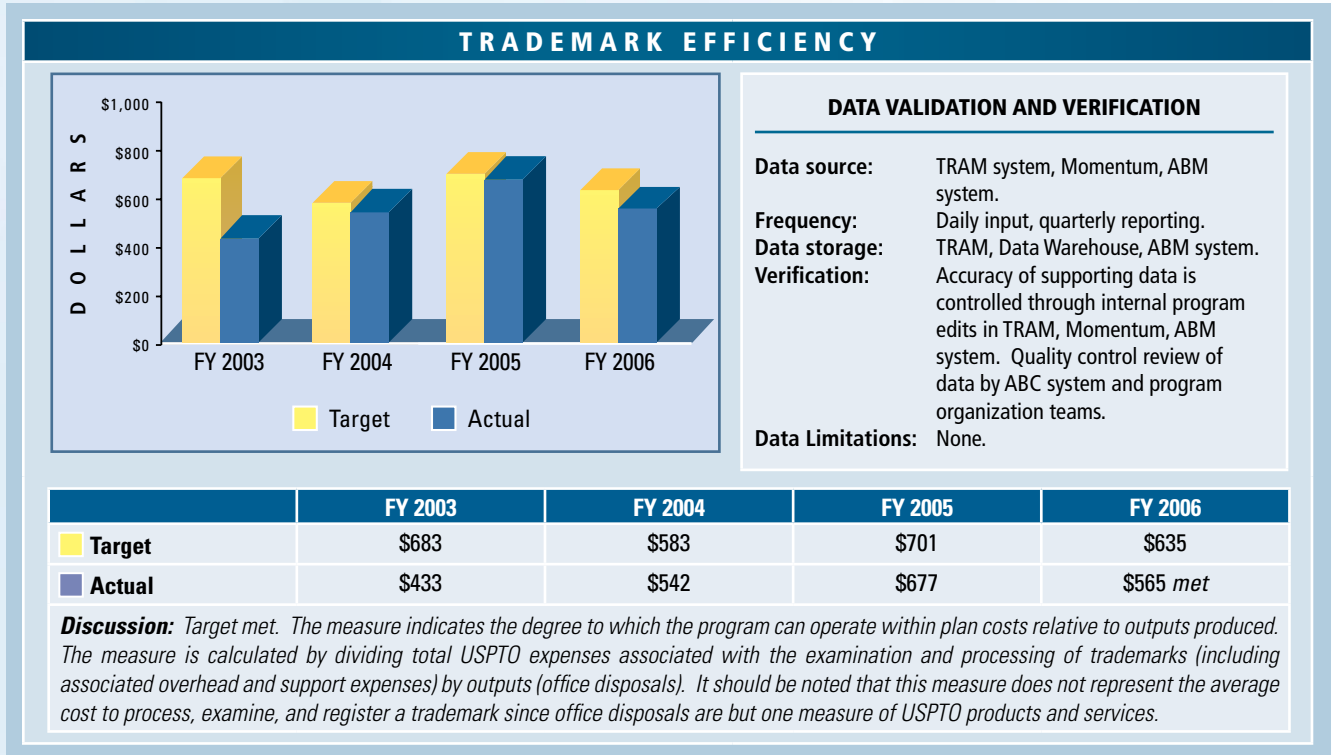 TRADEMARK EFFICIENCY
DOLLARS
$1,000
$800
$600
$400
$200
$0
FY 2003 FY 2004 FY 2005 FY 2006
Target Actual
DATA VALIDATION AND VERIFICATION
Data source: TRAM system, Momentum, ABM
system.
Frequency: Daily input, quarterly reporting.
Data storage: TRAM, Data Warehouse, ABM system.
Verification: Accuracy of supporting data is
controlled through internal program
edits in TRAM, Momentum, ABM
system. Quality control review of
data by ABC system and program
organization teams.
Data Limitations: None.
FY 2003 FY 2004 FY 2005 FY 2006
Target $683 $583 $701 $635
Actual $433 $542 $677 $565 met
Discussion: Target met. The measure indicates the degree to which the program can operate within plan costs relative to outputs produced.
The measure is calculated by dividing total USPTO expenses associated with the examination and processing of trademarks (including
associated overhead and support expenses) by outputs (office disposals). It should be noted that this measure does not represent the average
cost to process, examine, and register a trademark since office disposals are but one measure of USPTO products and services.